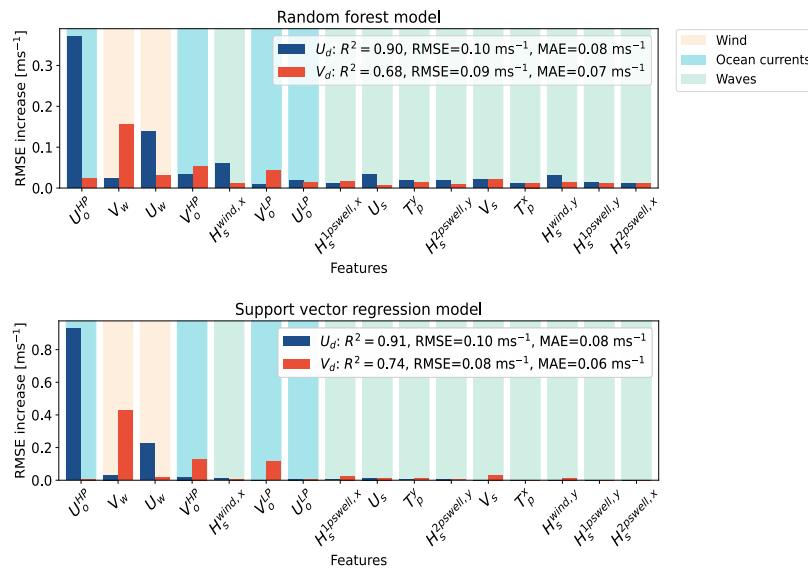 Random forest model
RMSE increase [ms⁻¹]
0.3
0.2
0.1
0.0
U_d: R² = 0.90, RMSE=0.10 ms⁻¹, MAE=0.08 ms⁻¹
V_d: R² = 0.68, RMSE=0.09 ms⁻¹, MAE=0.07 ms⁻¹
Wind
Ocean currents
Waves
U_o^{HP} V_w U_w V_o^{HP} H_s^{wind,x} V_o^{LP} U_o^{LP} H_s^{1pswell,x} U_s T_p^y H_s^{2pswell,y} V_s T_p^x H_s^{wind,y} H_s^{1pswell,y} H_s^{2pswell,x}
Features
Support vector regression model
RMSE increase [ms⁻¹]
0.8
0.6
0.4
0.2
0.0
U_d: R² = 0.91, RMSE=0.10 ms⁻¹, MAE=0.08 ms⁻¹
V_d: R² = 0.74, RMSE=0.08 ms⁻¹, MAE=0.06 ms⁻¹
U_o^{HP} V_w U_w V_o^{HP} H_s^{wind,x} V_o^{LP} U_o^{LP} H_s^{1pswell,x} U_s T_p^y H_s^{2pswell,y} V_s T_p^x H_s^{wind,y} H_s^{1pswell,y} H_s^{2pswell,x}
Features